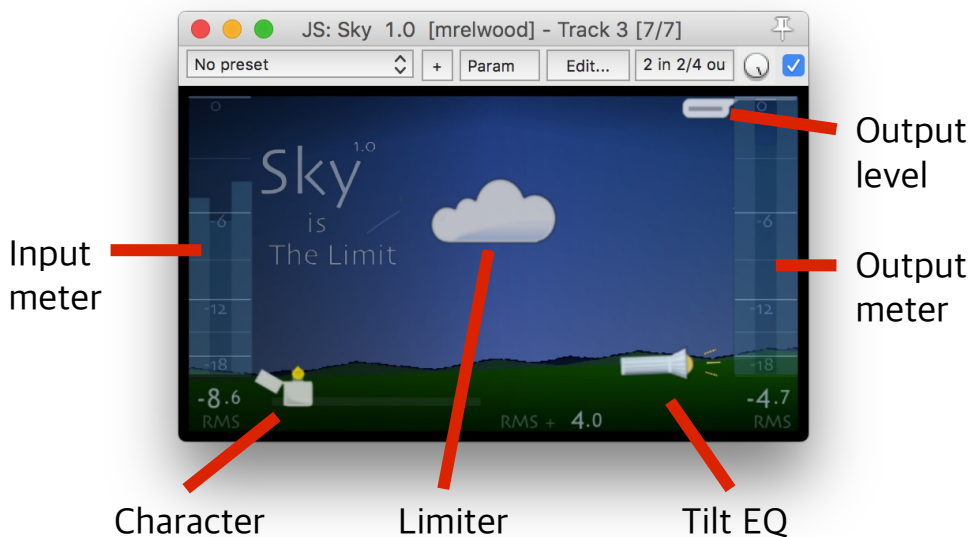 JS: Sky 1.0 [mrelwood] - Track 3 [7/7]
No preset
+
Param
Edit...
2 in 2/4 ou
0
0
Sky 1.0
is
The Limit
-6
-6
-12
-12
-18
-18
-8.6
RMS
RMS + 4.0
-4.7
RMS
Input
meter
Output
level
Output
meter
Character
Limiter
Tilt EQ